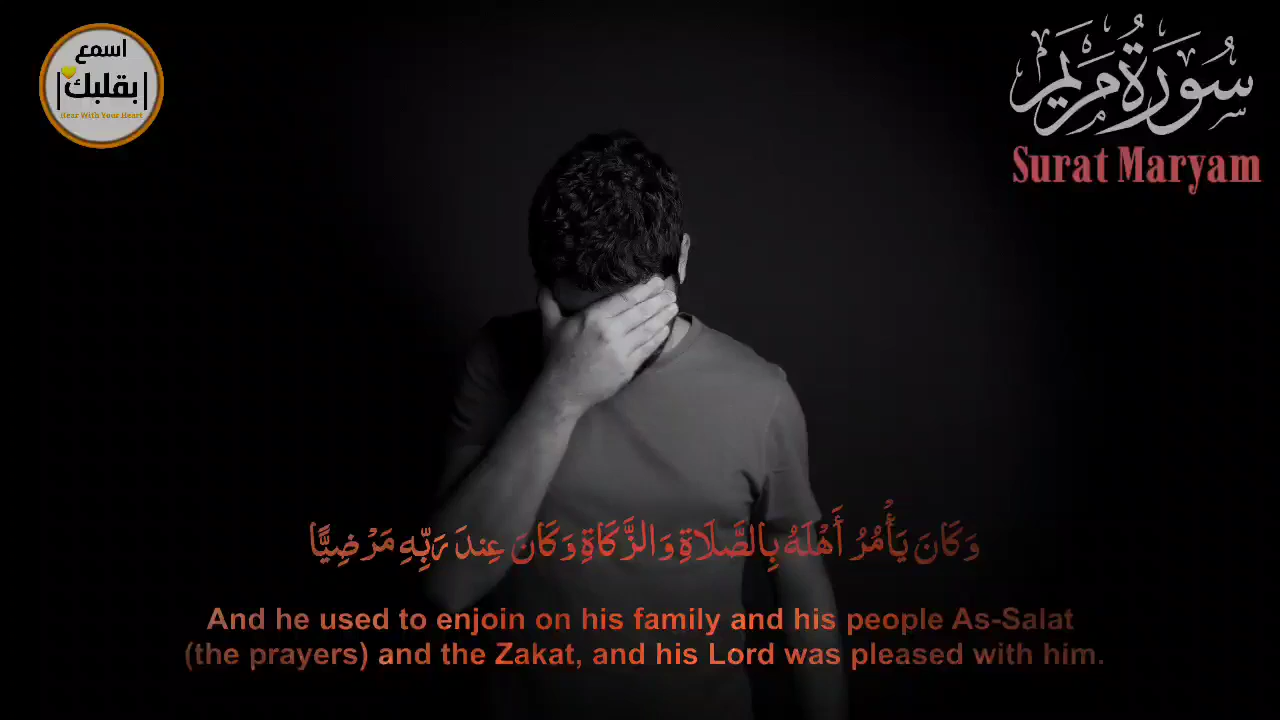 اسمع
بقلبك
Hear With Your Heart
سُورَةُ مَرْيَم
Surat Maryam
وَكَانَ يَأْمُرُ أَهْلَهُ بِالصَّلَاةِ وَالزَّكَاةِ وَكَانَ عِندَ رَبِّهِ مَرْضِيًّا
And he used to enjoin on his family and his people As-Salat
(the prayers) and the Zakat, and his Lord was pleased with him.